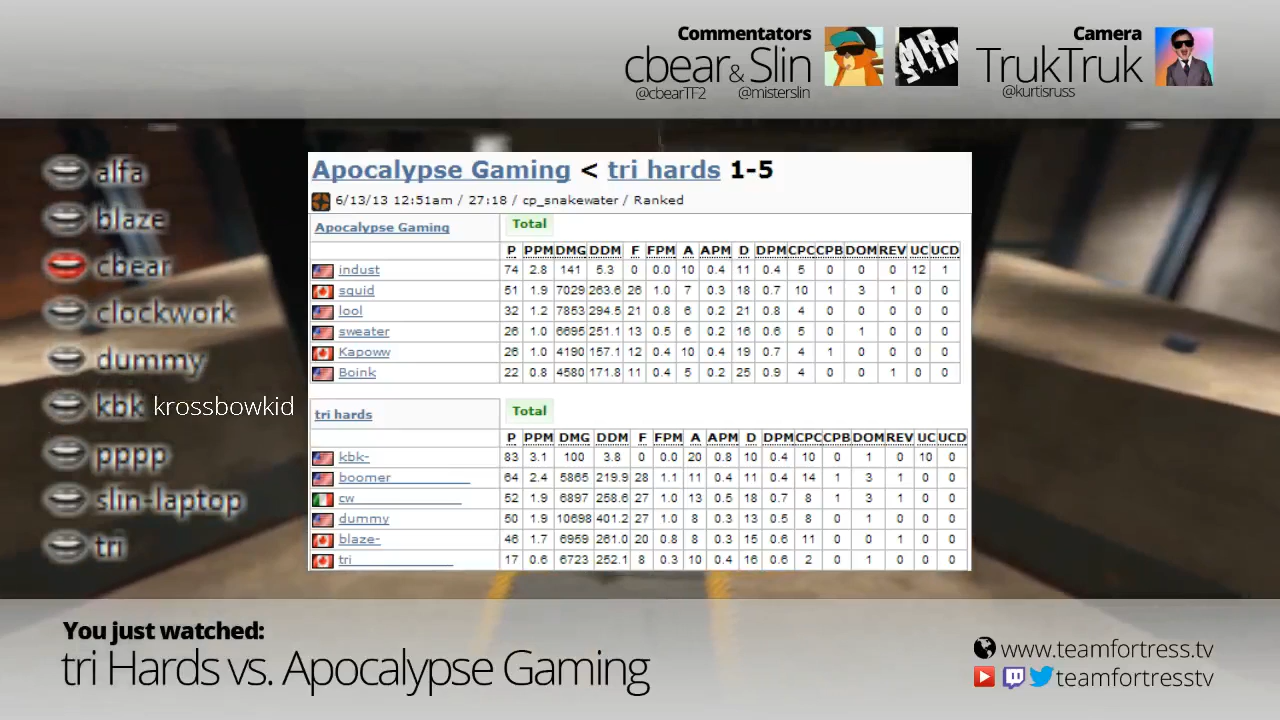 Commentators
cbear & Slin
@cbearTF2 @misterslin
MR SLIN
Camera
TrukTruk
@kurtisruss
alfa
blaze
cbear
clockwork
dummy
kbk krossbowkid
pppp
slin-laptop
tri
Apocalypse Gaming < tri hards 1-5
6/13/13 12:51am / 27:18 / cp_snakewater / Ranked
Apocalypse Gaming Total
P PPM DMG DDM F FPM A APM D DPM CPC CPB DOM REV UC UCD
indust 74 2.8 141 5.3 0 0.0 10 0.4 11 0.4 5 0 0 0 12 1
squid 51 1.9 7029 263.6 26 1.0 7 0.3 19 0.7 10 1 3 1 0 0
lool 32 1.2 7853 294.5 21 0.8 6 0.2 21 0.8 4 0 0 0 0 0
sweater 26 1.0 6695 251.1 13 0.5 6 0.2 16 0.6 5 0 1 0 0 0
Kapoww 26 1.0 4190 157.1 12 0.4 10 0.4 19 0.7 4 1 0 0 0 0
Boink 22 0.8 4580 171.8 11 0.4 5 0.2 25 0.9 4 0 0 1 0 0
tri hards Total
P PPM DMG DDM F FPM A APM D DPM CPC CPB DOM REV UC UCD
kbk- 83 3.1 100 3.8 0 0.0 20 0.8 10 0.4 10 0 1 0 10 0
boomer 64 2.4 5865 219.9 28 1.1 11 0.4 11 0.4 14 1 3 1 0 0
cw 52 1.9 6897 258.6 27 1.0 13 0.5 18 0.7 8 1 3 1 0 0
dummy 50 1.9 10698 401.2 27 1.0 8 0.3 13 0.5 8 0 1 0 0 0
blaze- 46 1.7 6959 261.0 20 0.8 8 0.3 15 0.6 11 0 0 1 0 0
tri 17 0.6 6723 252.1 8 0.3 10 0.4 16 0.6 2 0 1 0 0 0
You just watched:
tri Hards vs. Apocalypse Gaming
www.teamfortress.tv
teamfortresstv